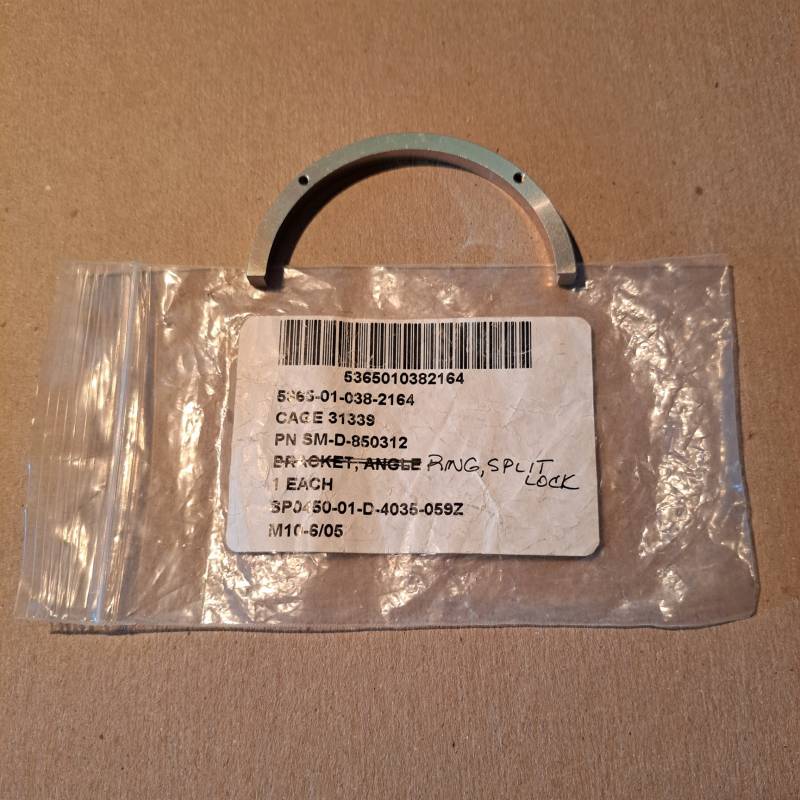 5365010382164
5365-01-038-2164
CAGE 31339
PN SM-D-850312
BRACKET, ANGLE RING, SPLIT LOCK
1 EACH
SP0450-01-D-4035-059Z
M10-6/05